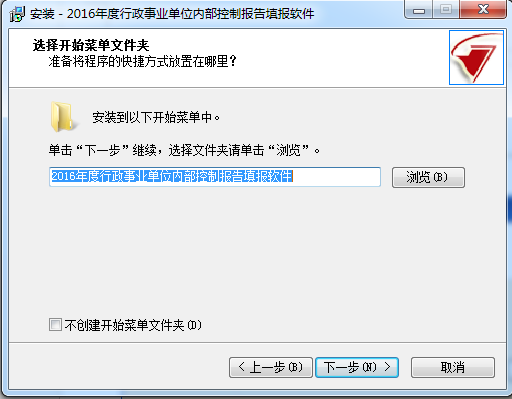 安装 - 2016年度行政事业单位内部控制报告填报软件
选择开始菜单文件夹
准备将程序的快捷方式放置在哪里？
安装到以下开始菜单中。
单击“下一步”继续，选择文件夹请单击“浏览”。
2016年度行政事业单位内部控制报告填报软件
浏览(B)
不创建开始菜单文件夹(D)
< 上一步(B)
下一步(N) >
取消